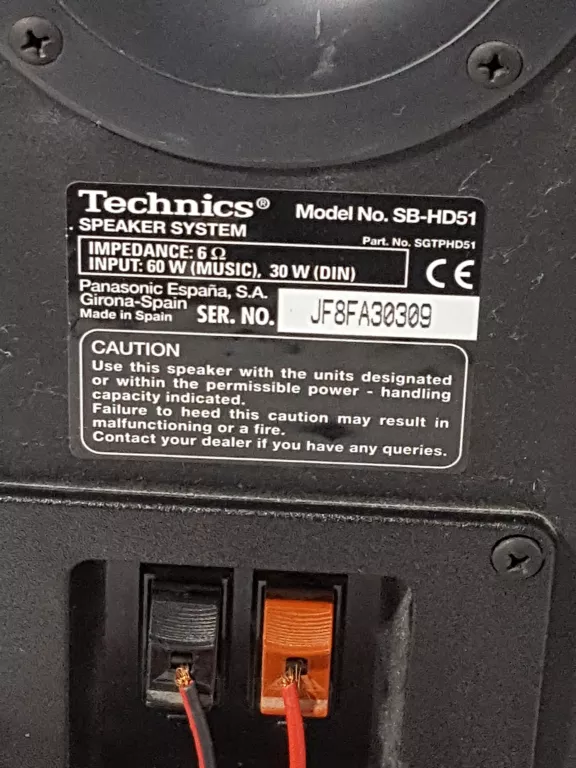 Technics® Model No. SB-HD51
SPEAKER SYSTEM Part. No. SGTPHD51
IMPEDANCE: 6 Ω
INPUT: 60 W (MUSIC), 30 W (DIN)
CE
Panasonic España, S.A.
Girona-Spain
Made in Spain SER. NO. JF8FA30309
CAUTION
Use this speaker with the units designated
or within the permissible power - handling
capacity indicated.
Failure to heed this caution may result in
malfunctioning or a fire.
Contact your dealer if you have any queries.